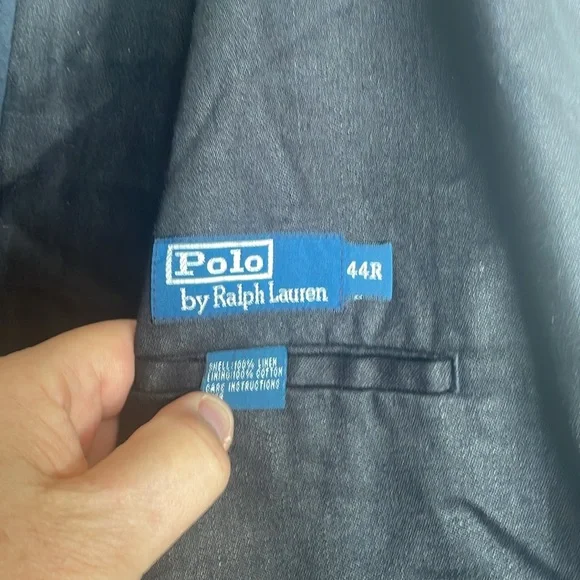 Polo
by Ralph Lauren
44R
SHELL:100% LINEN
LINING:100% COTTON
CARE INSTRUCTIONS